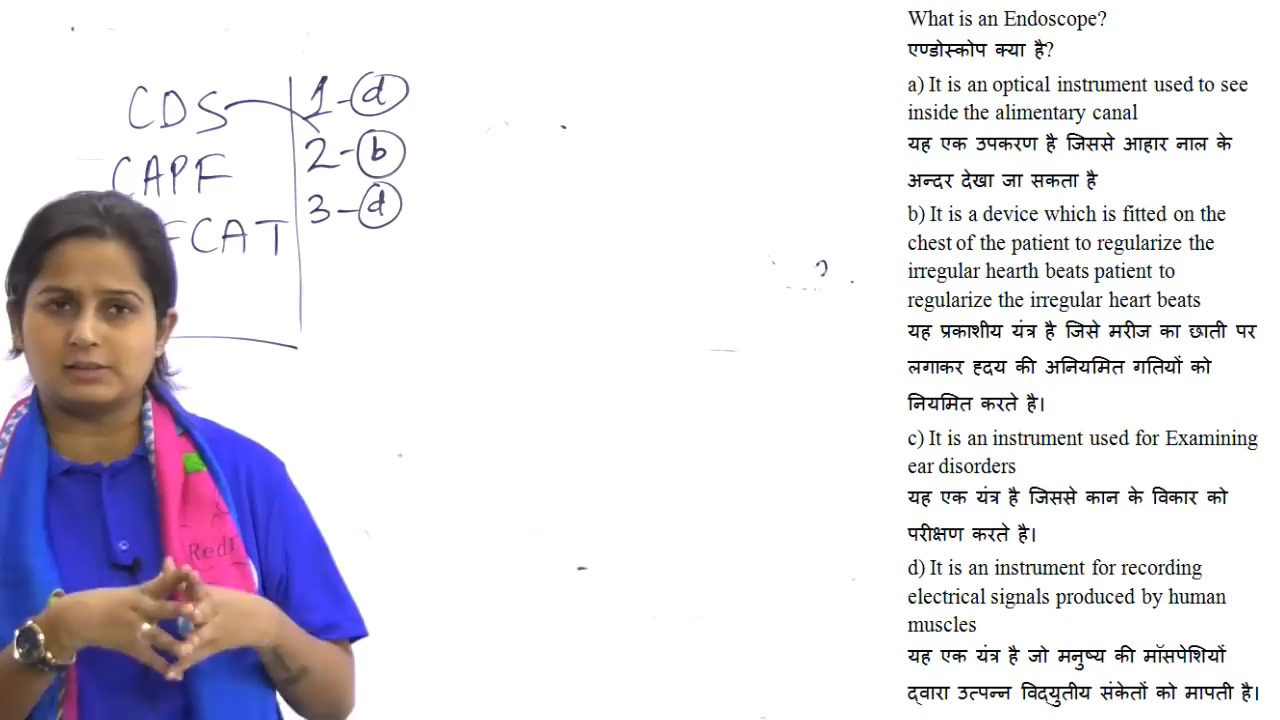 CDS
CAPF
FCAT
1-d
2-b
3-d
Red
What is an Endoscope?
एण्डोस्कोप क्या है?
a) It is an optical instrument used to see
inside the alimentary canal
यह एक उपकरण है जिससे आहार नाल के
अन्दर देखा जा सकता है
b) It is a device which is fitted on the
chest of the patient to regularize the
irregular hearth beats patient to
regularize the irregular heart beats
यह प्रकाशीय यंत्र है जिसे मरीज का छाती पर
लगाकर ह्दय की अनियमित गतियों को
नियमित करते है।
c) It is an instrument used for Examining
ear disorders
यह एक यंत्र है जिससे कान के विकार को
परीक्षण करते है।
d) It is an instrument for recording
electrical signals produced by human
muscles
यह एक यंत्र है जो मनुष्य की मॉसपेशियों
द्वारा उत्पन्न विद्युतीय संकेतों को मापती है।